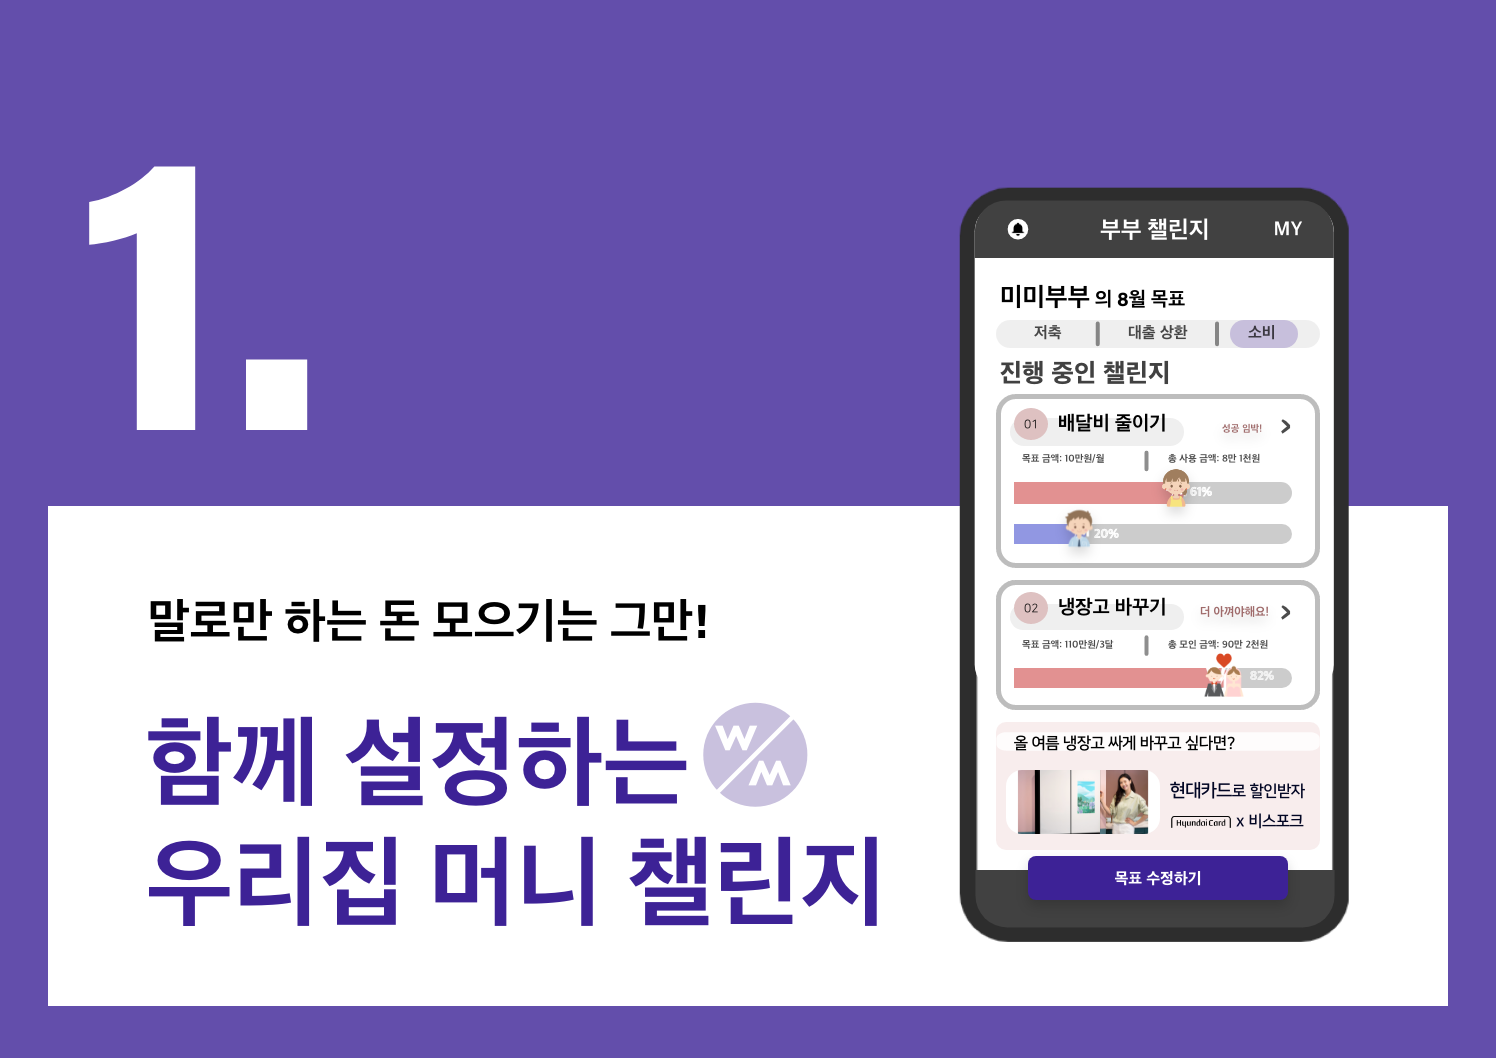 1.
말로만 하는 돈 모으기는 그만!
함께 설정하는 W/M
우리집 머니 챌린지
부부 챌린지 MY
미미부부 의 8월 목표
저축 대출 상환 소비
진행 중인 챌린지
01 배달비 줄이기 성공 임박!
목표 금액: 10만원/월 총 사용 금액: 8만 1천원
61%
20%
02 냉장고 바꾸기 더 아껴야해요!
목표 금액: 110만원/3달 총 모인 금액: 90만 2천원
82%
올 여름 냉장고 싸게 바꾸고 싶다면?
현대카드로 할인받자
Hyundai Card x 비스포크
목표 수정하기